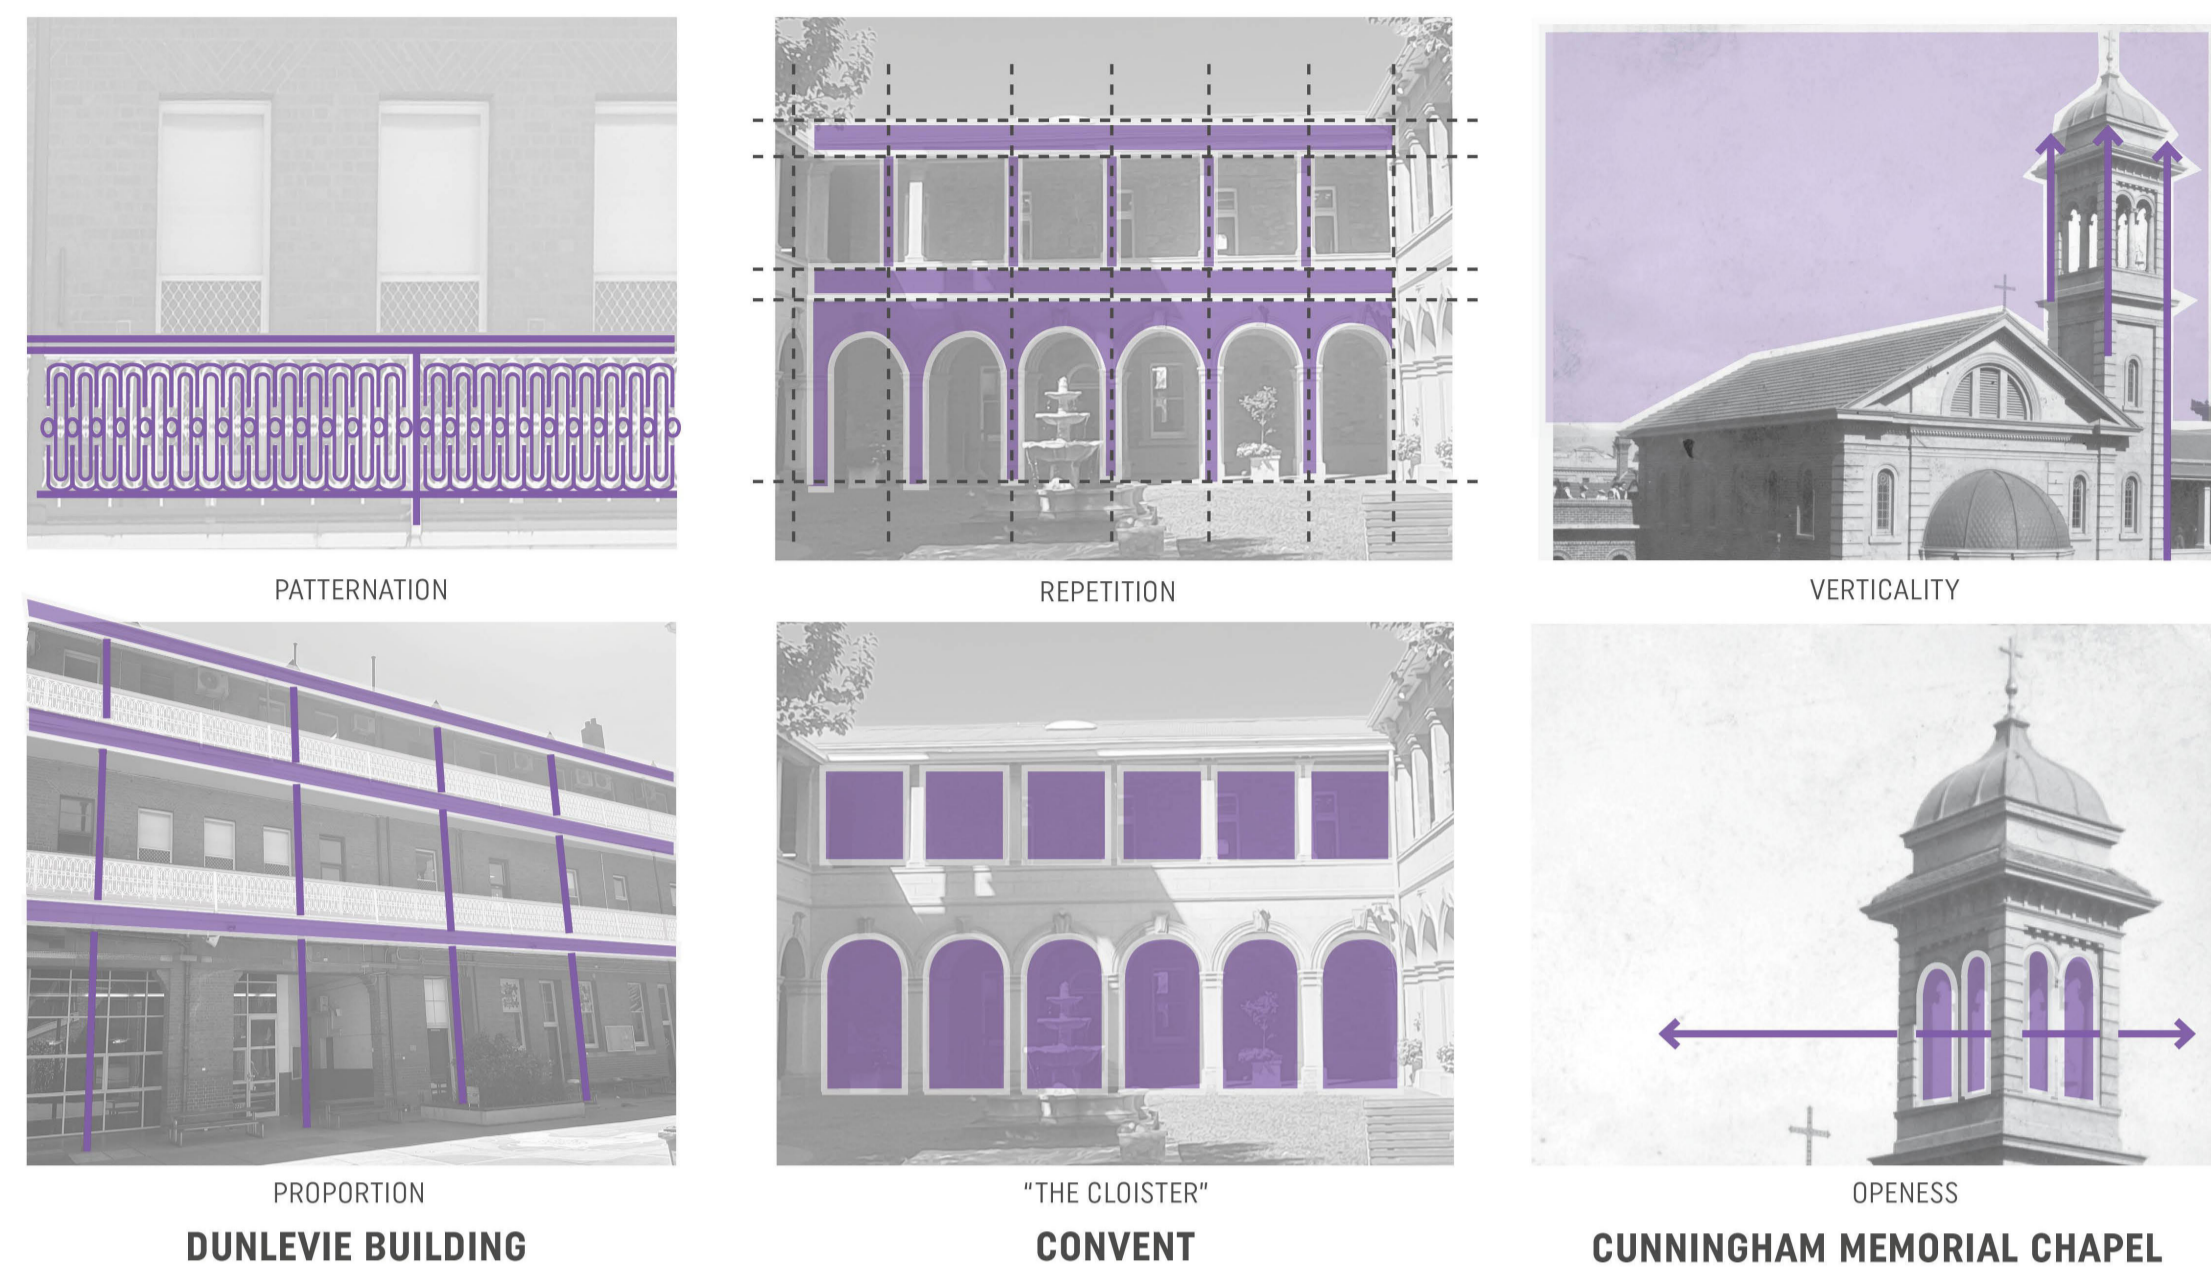 PATTERNATION
REPETITION
VERTICALITY
PROPORTION
“THE CLOISTER”
OPENESS
DUNLEVIE BUILDING
CONVENT
CUNNINGHAM MEMORIAL CHAPEL